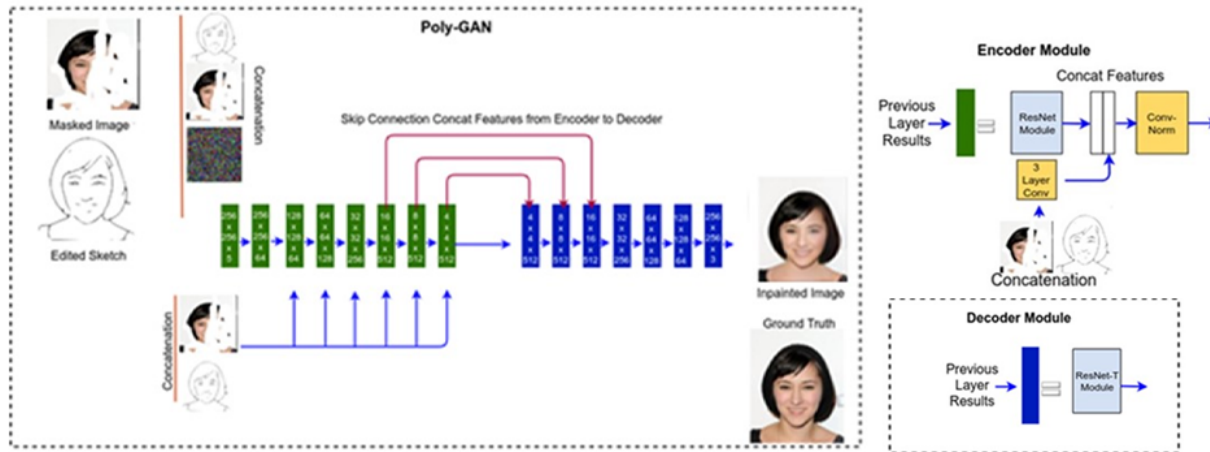 Poly-GAN
Masked Image
Edited Sketch
Concatenation
Skip Connection Concat Features from Encoder to Decoder
256 x 256 x 5
256 x 256 x 64
128 x 128 x 64
64 x 64 x 128
32 x 32 x 256
16 x 16 x 512
8 x 8 x 512
4 x 4 x 512
4 x 4 x 512
8 x 8 x 512
16 x 16 x 512
32 x 32 x 256
64 x 64 x 128
128 x 128 x 64
256 x 256 x 3
Concatenation
Inpainted Image
Ground Truth
Encoder Module
Concat Features
Previous
Layer
Results
ResNet
Module
Conv-
Norm
3
Layer
Conv
Concatenation
Decoder Module
Previous
Layer
Results
ResNet-T
Module